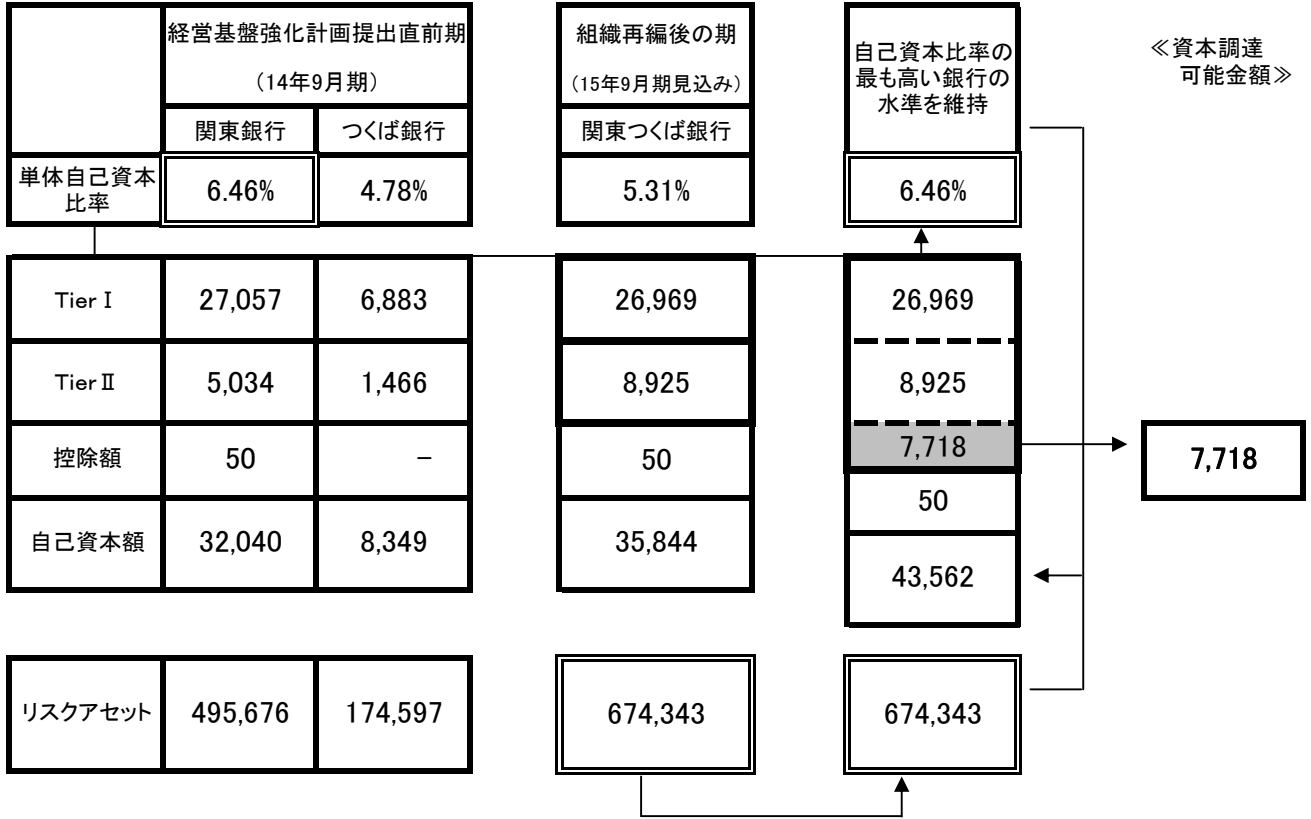 経営基盤強化計画提出直前期
(14年9月期)
関東銀行 つくば銀行
組織再編後の期
(15年9月期見込み)
関東つくば銀行
自己資本比率の
最も高い銀行の
水準を維持
≪資本調達
可能金額≫
単体自己資本
比率
6.46% 4.78% 5.31% 6.46%
TierⅠ 27,057 6,883 26,969 26,969
TierⅡ 5,034 1,466 8,925 8,925
7,718 7,718
控除額 50 － 50 50
自己資本額 32,040 8,349 35,844 43,562
リスクアセット 495,676 174,597 674,343 674,343